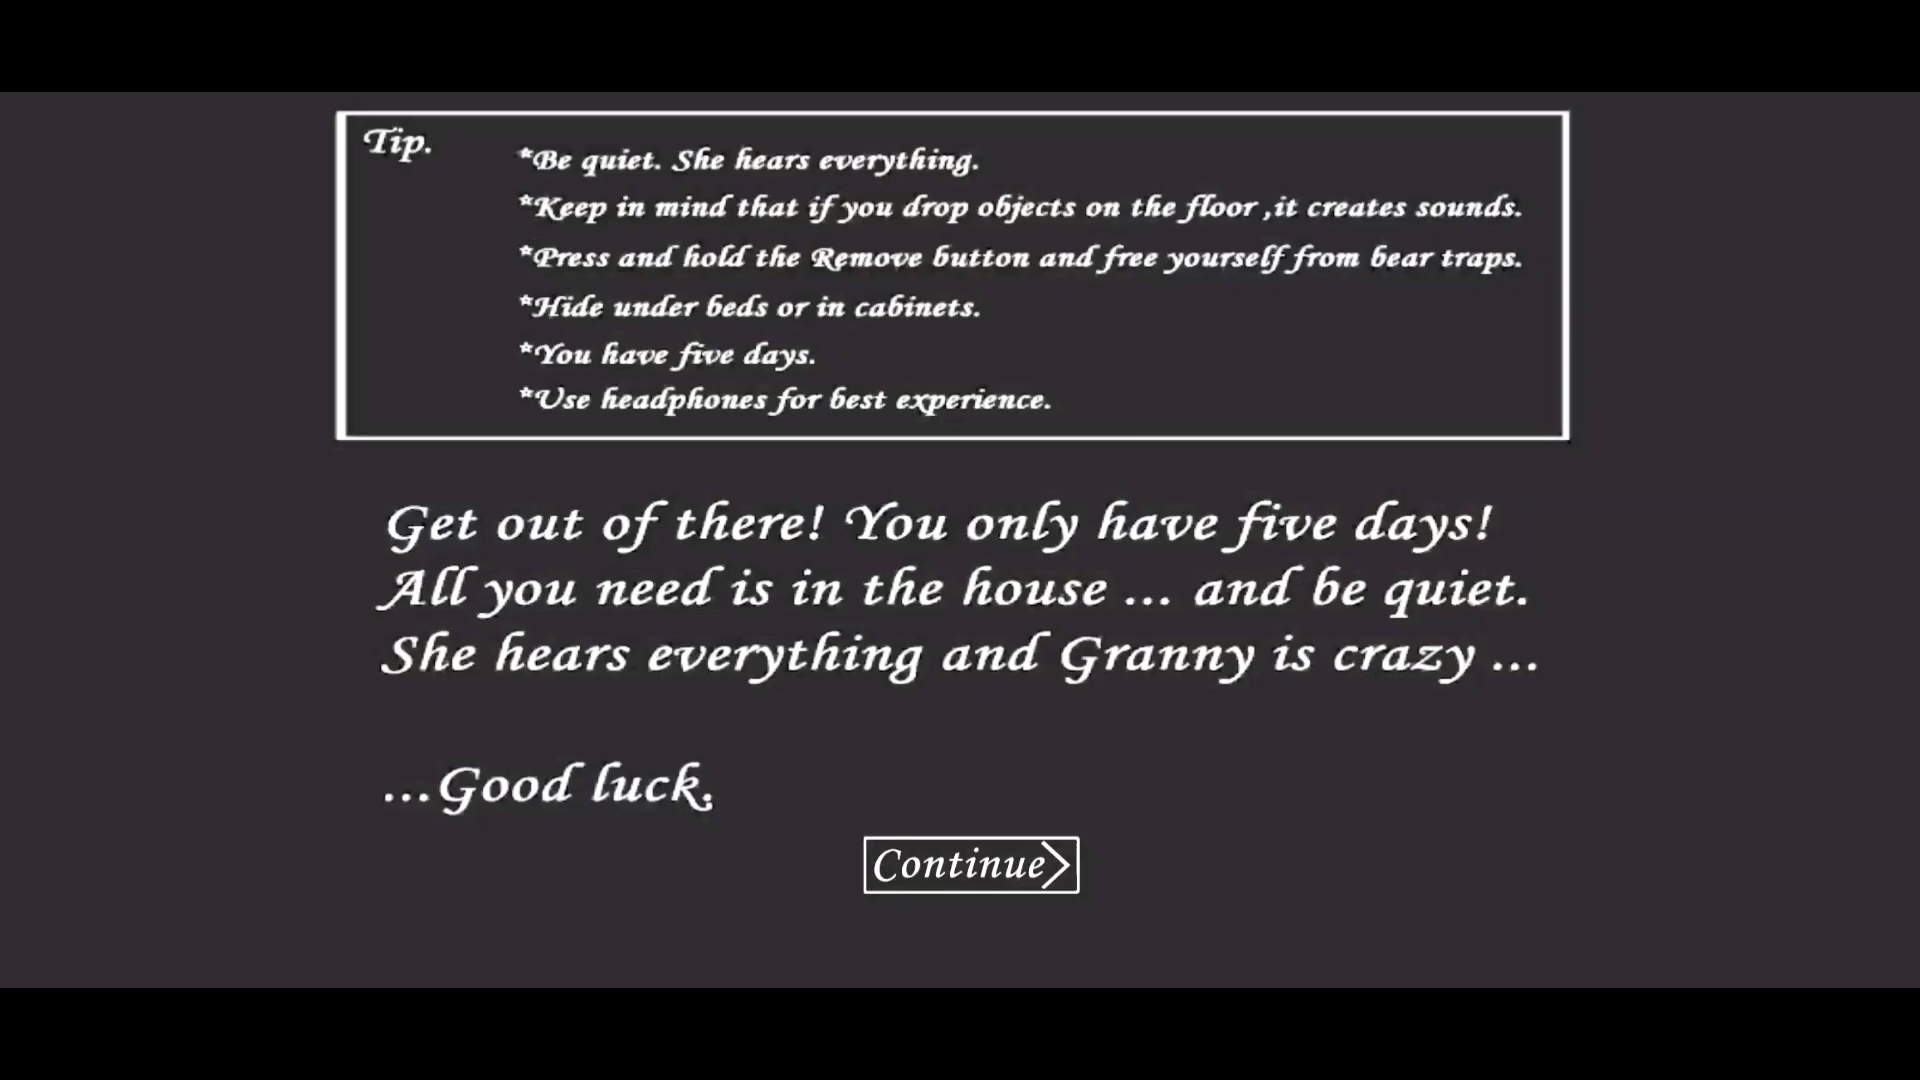 Tip.
*Be quiet. She hears everything.
*Keep in mind that if you drop objects on the floor ,it creates sounds.
*Press and hold the Remove button and free yourself from bear traps.
*Hide under beds or in cabinets.
*You have five days.
*Use headphones for best experience.
Get out of there! You only have five days!
All you need is in the house ... and be quiet.
She hears everything and Granny is crazy ...
...Good luck.
Continue>